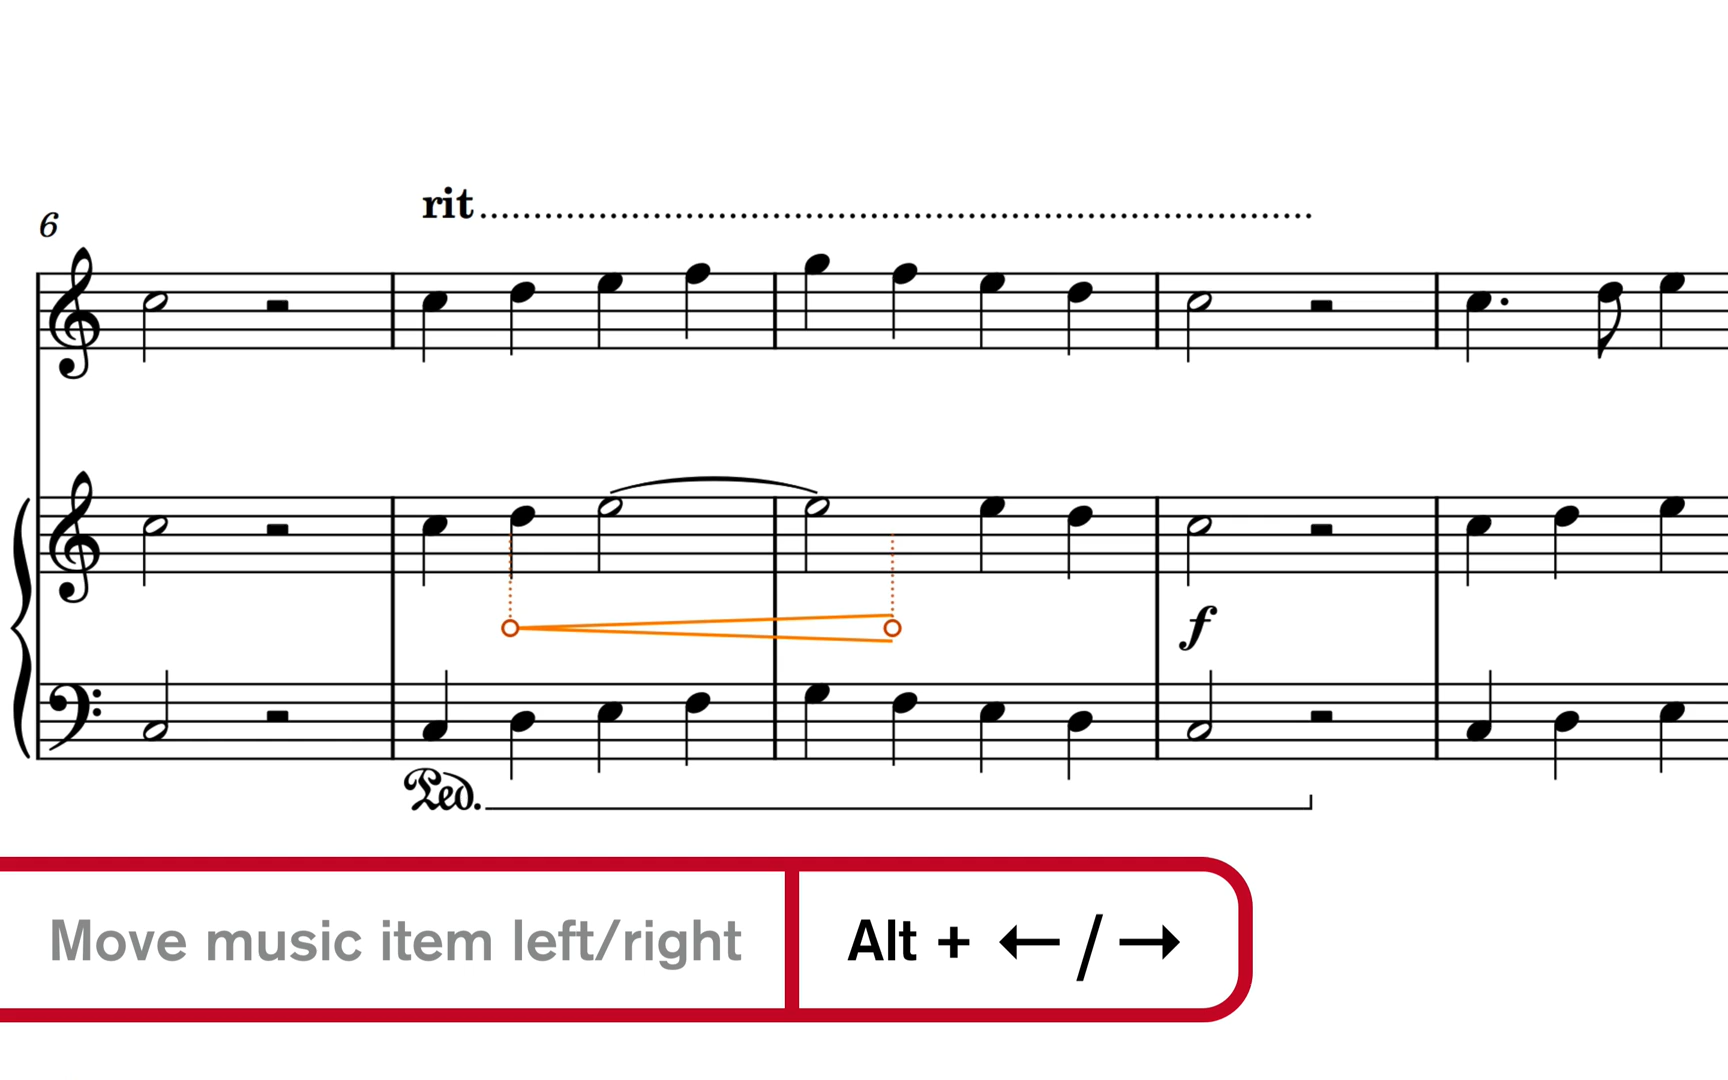 rit
6
f
Ped.
Move music item left/right
Alt + ← / →